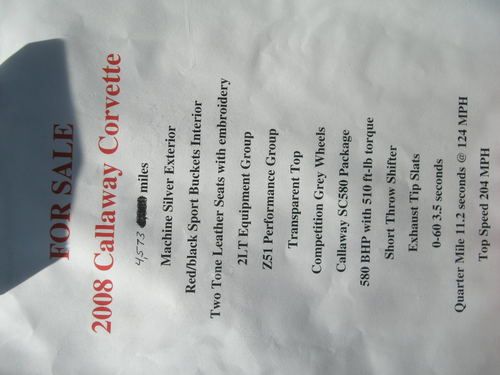 FOR SALE
2008 Callaway Corvette
4,573 miles
Machine Silver Exterior
Red/black Sport Buckets Interior
Two Tone Leather Seats with embroidery
2LT Equipment Group
Z51 Performance Group
Transparent Top
Competition Grey Wheels
Callaway SC580 Package
580 BHP with 510 ft-lb torque
Short Throw Shifter
Exhaust Tip Slats
0-60 3.5 seconds
Quarter Mile 11.2 seconds @ 124 MPH
Top Speed 204 MPH